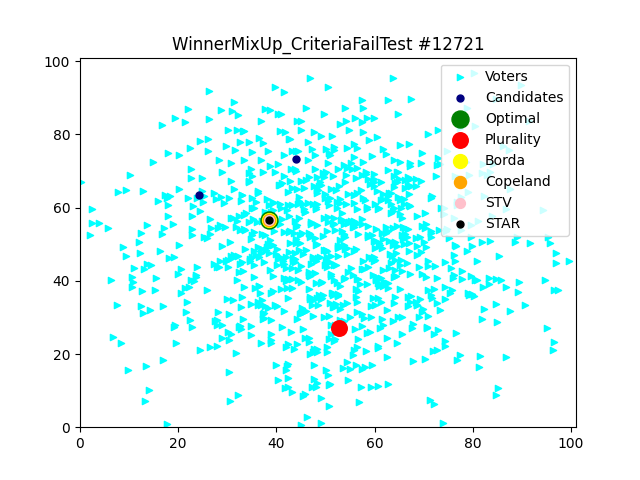 WinnerMixUp_CriteriaFailTest #12721
100
80
60
40
20
0
0 20 40 60 80 100
Voters
Candidates
Optimal
Plurality
Borda
Copeland
STV
STAR